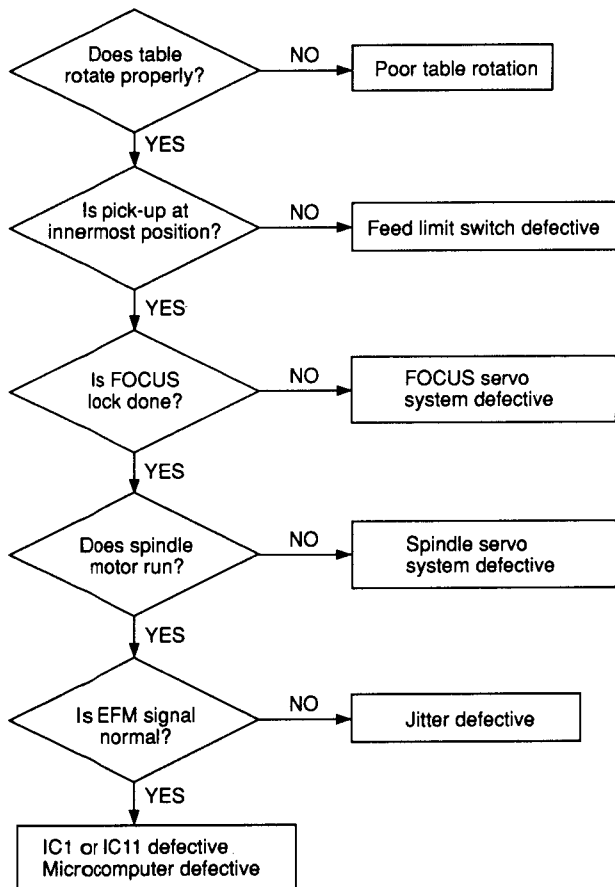 Does table
rotate properly?
NO
Poor table rotation
YES
Is pick-up at
innermost position?
NO
Feed limit switch defective
YES
Is FOCUS
lock done?
NO
FOCUS servo
system defective
YES
Does spindle
motor run?
NO
Spindle servo
system defective
YES
Is EFM signal
normal?
NO
Jitter defective
YES
IC1 or IC11 defective
Microcomputer defective